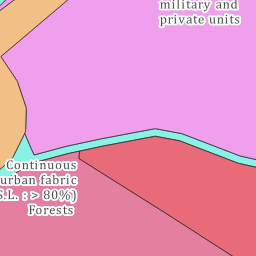 military and
private units
Continuous
urban fabric
S.L. : > 80%)
Forests